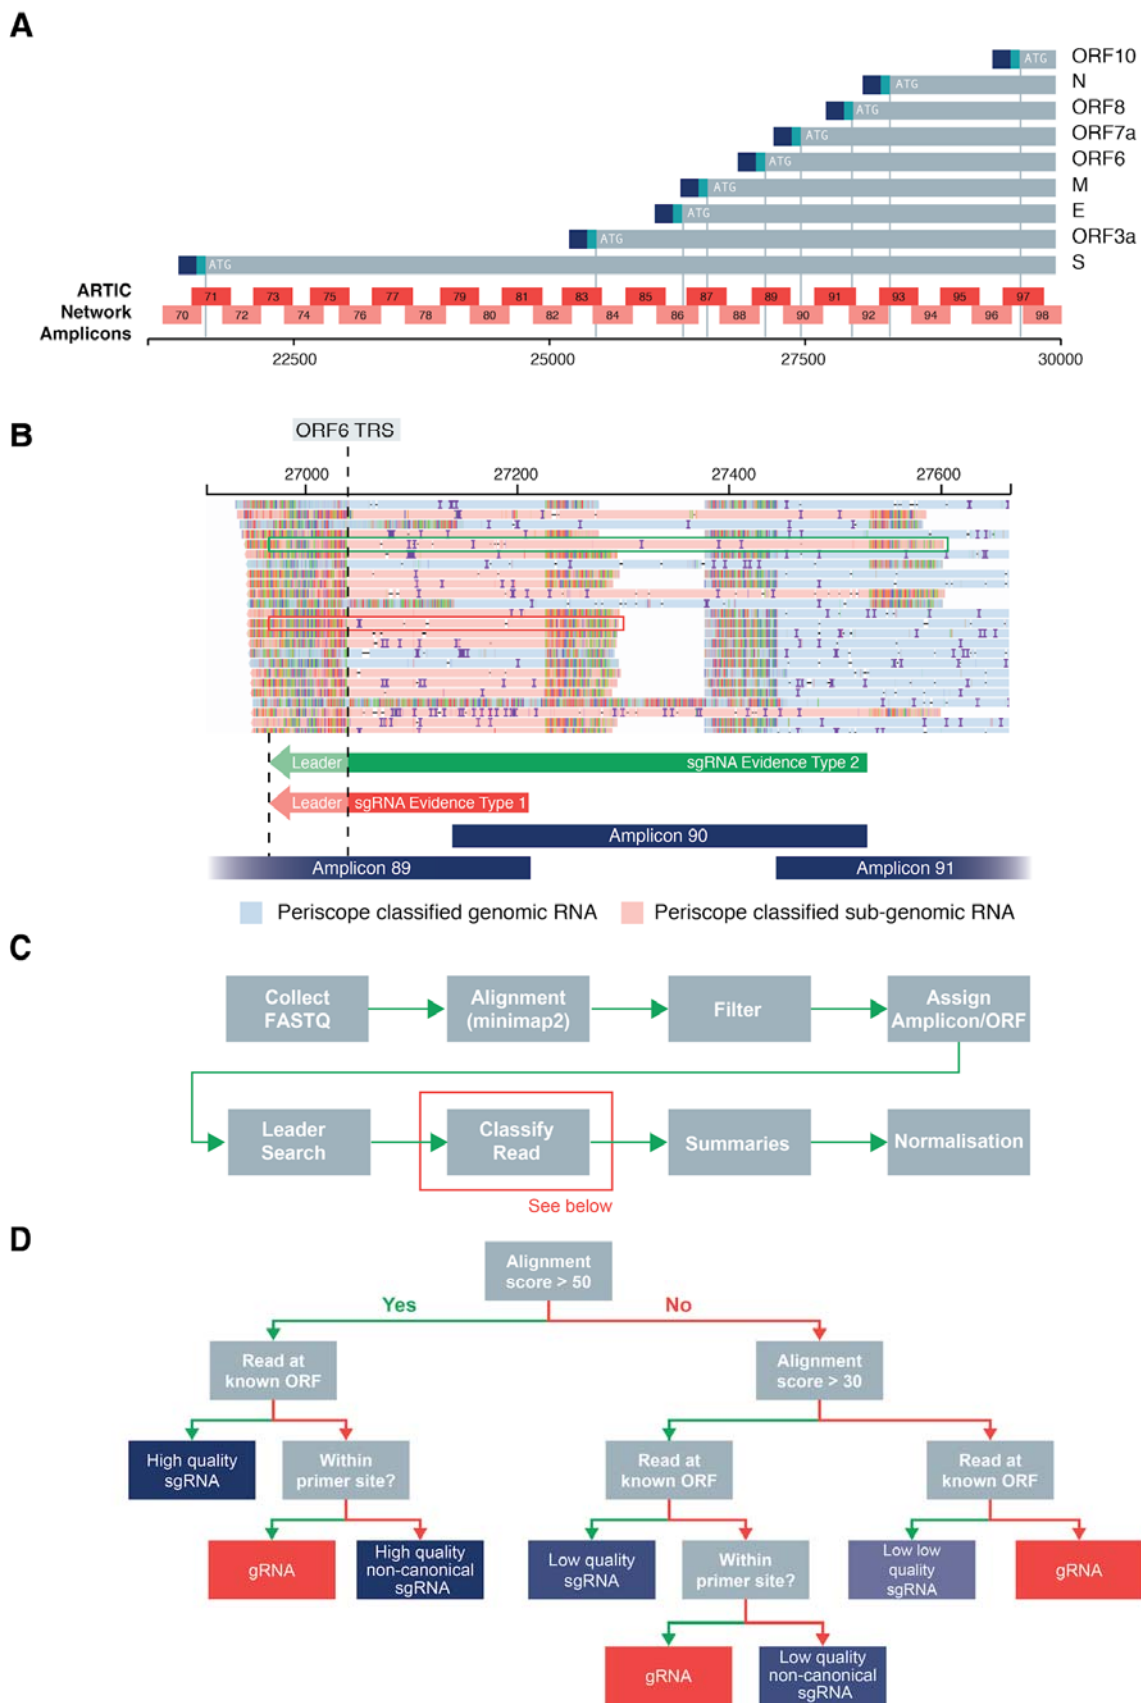 A
ATG ORF10
ATG N
ATG ORF8
ATG ORF7a
ATG ORF6
ATG M
ATG E
ATG ORF3a
ATG S
ARTIC
Network
Amplicons
71 73 75 77 79 81 83 85 87 89 91 93 95 97
70 72 74 76 78 80 82 84 86 88 90 92 94 96 98
22500 25000 27500 30000
B
ORF6 TRS
27000 27200 27400 27600
Leader sgRNA Evidence Type 2
Leader sgRNA Evidence Type 1
Amplicon 90
Amplicon 89 Amplicon 91
Periscope classified genomic RNA Periscope classified sub-genomic RNA
C
Collect
FASTQ
Alignment
(minimap2)
Filter
Assign
Amplicon/ORF
Leader
Search
Classify
Read
Summaries
Normalisation
See below
D
Alignment
score > 50
Yes No
Read at
known ORF
Alignment
score > 30
High quality
sgRNA
Within
primer site?
Read at
known ORF
Read at
known ORF
gRNA
High quality
non-canonical
sgRNA
Low quality
sgRNA
Within
primer site?
Low low
quality
sgRNA
gRNA
gRNA
Low quality
non-canonical
sgRNA